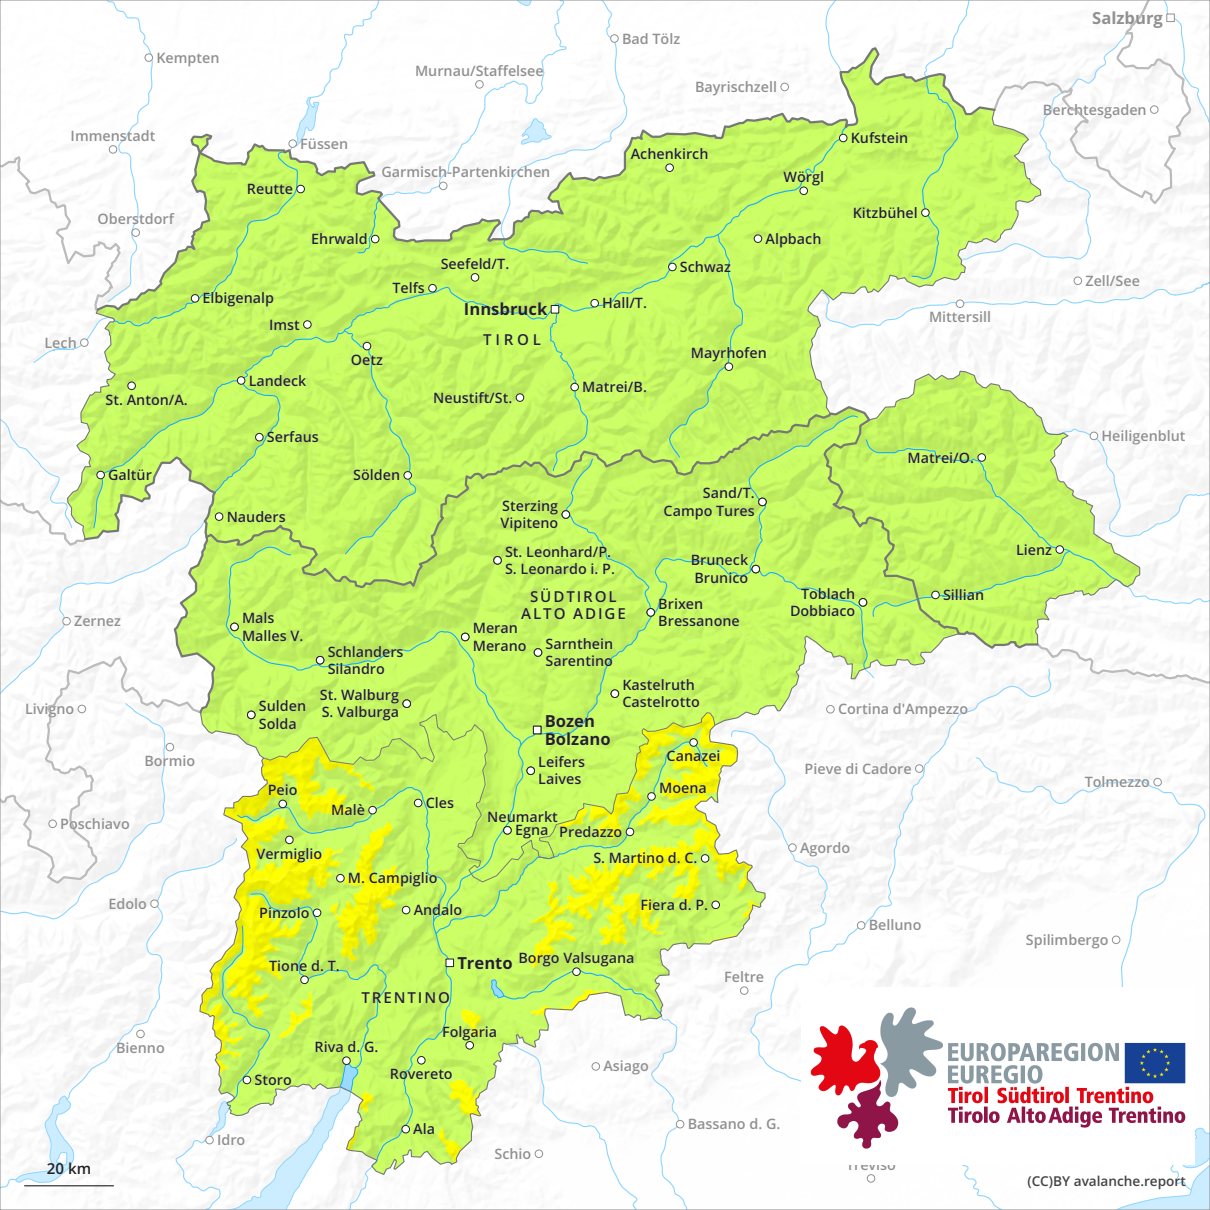 Salzburg
Bad Tölz
Kempten
Murnau/Staffelsee
Bayrischzell
Berchtesgaden
Immenstadt
Füssen
Kufstein
Achenkirch
Garmisch-Partenkirchen
Wörgl
Reutte
Kitzbühel
Oberstdorf
Ehrwald
Alpbach
Seefeld/T.
Schwaz
Zell/See
Telfs
Elbigenalp
Hall/T.
Innsbruck
Mittersill
Imst
TIROL
Lech
Oetz
Mayrhofen
Landeck
St. Anton/A.
Matrei/B.
Neustift/St.
Serfaus
Heiligenblut
Matrei/O.
Galtür
Sölden
Sand/T.
Campo Tures
Sterzing
Vipiteno
Nauders
St. Leonhard/P.
S. Leonardo i. P.
Lienz
Bruneck
Brunico
SÜDTIROL
ALTO ADIGE
Toblach
Dobbiaco
Sillian
Brixen
Bressanone
Zernez
Mals
Malles V.
Meran
Merano
Sarnthein
Sarentino
Schlanders
Silandro
Kastelruth
Castelrotto
St. Walburg
S. Valburga
Livigno
Sulden
Solda
Cortina d'Ampezzo
Bozen
Bolzano
Bormio
Canazei
Leifers
Laives
Pieve di Cadore
Tolmezzo
Peio
Moena
Malè
Cles
Neumarkt
Egna
Poschiavo
Predazzo
Vermiglio
Agordo
S. Martino d. C.
M. Campiglio
Edolo
Fiera d. P.
Pinzolo
Andalo
Belluno
Spilimbergo
Borgo Valsugana
Trento
Tione d. T.
Feltre
TRENTINO
Folgaria
Bienno
Riva d. G.
Asiago
Rovereto
Storo
EUROPAREGION
EUREGIO
Tirol Südtirol Trentino
Tirolo Alto Adige Trentino
Ala
Bassano d. G.
Idro
Schio
Treviso
20 km
(CC)BY avalanche.report